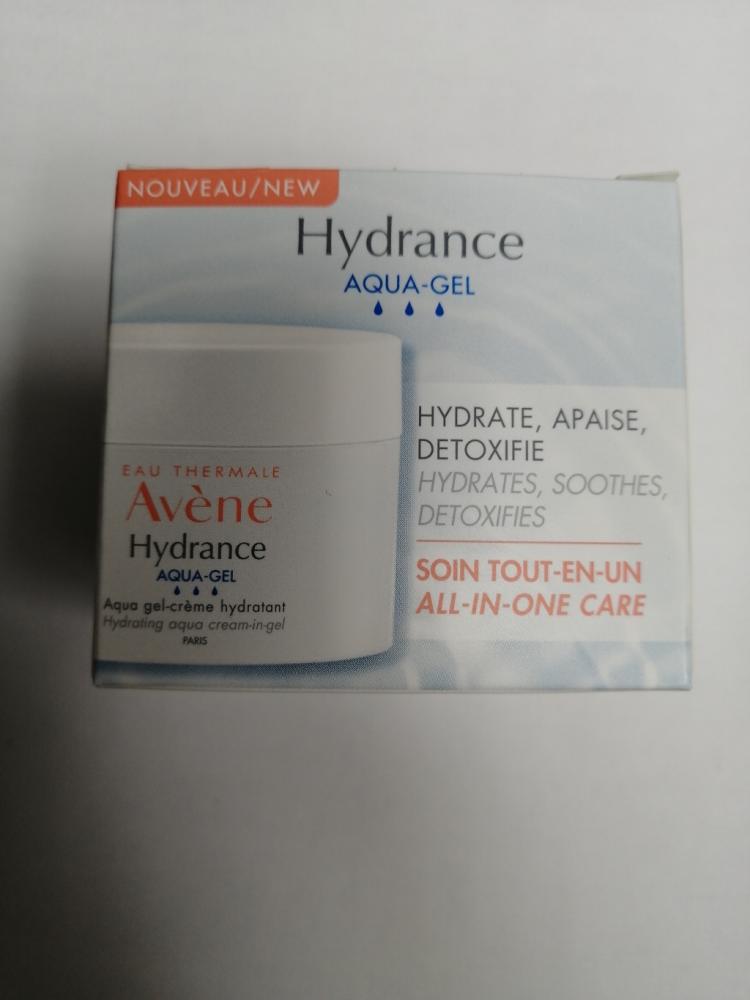 NOUVEAU/NEW
Hydrance
AQUA-GEL
HYDRATE, APAISE,
DETOXIFIE
HYDRATES, SOOTHES,
DETOXIFIES
SOIN TOUT-EN-UN
ALL-IN-ONE CARE
EAU THERMALE
Avène
Hydrance
AQUA-GEL
Aqua gel-crème hydratant
Hydrating aqua cream-in-gel
PARIS